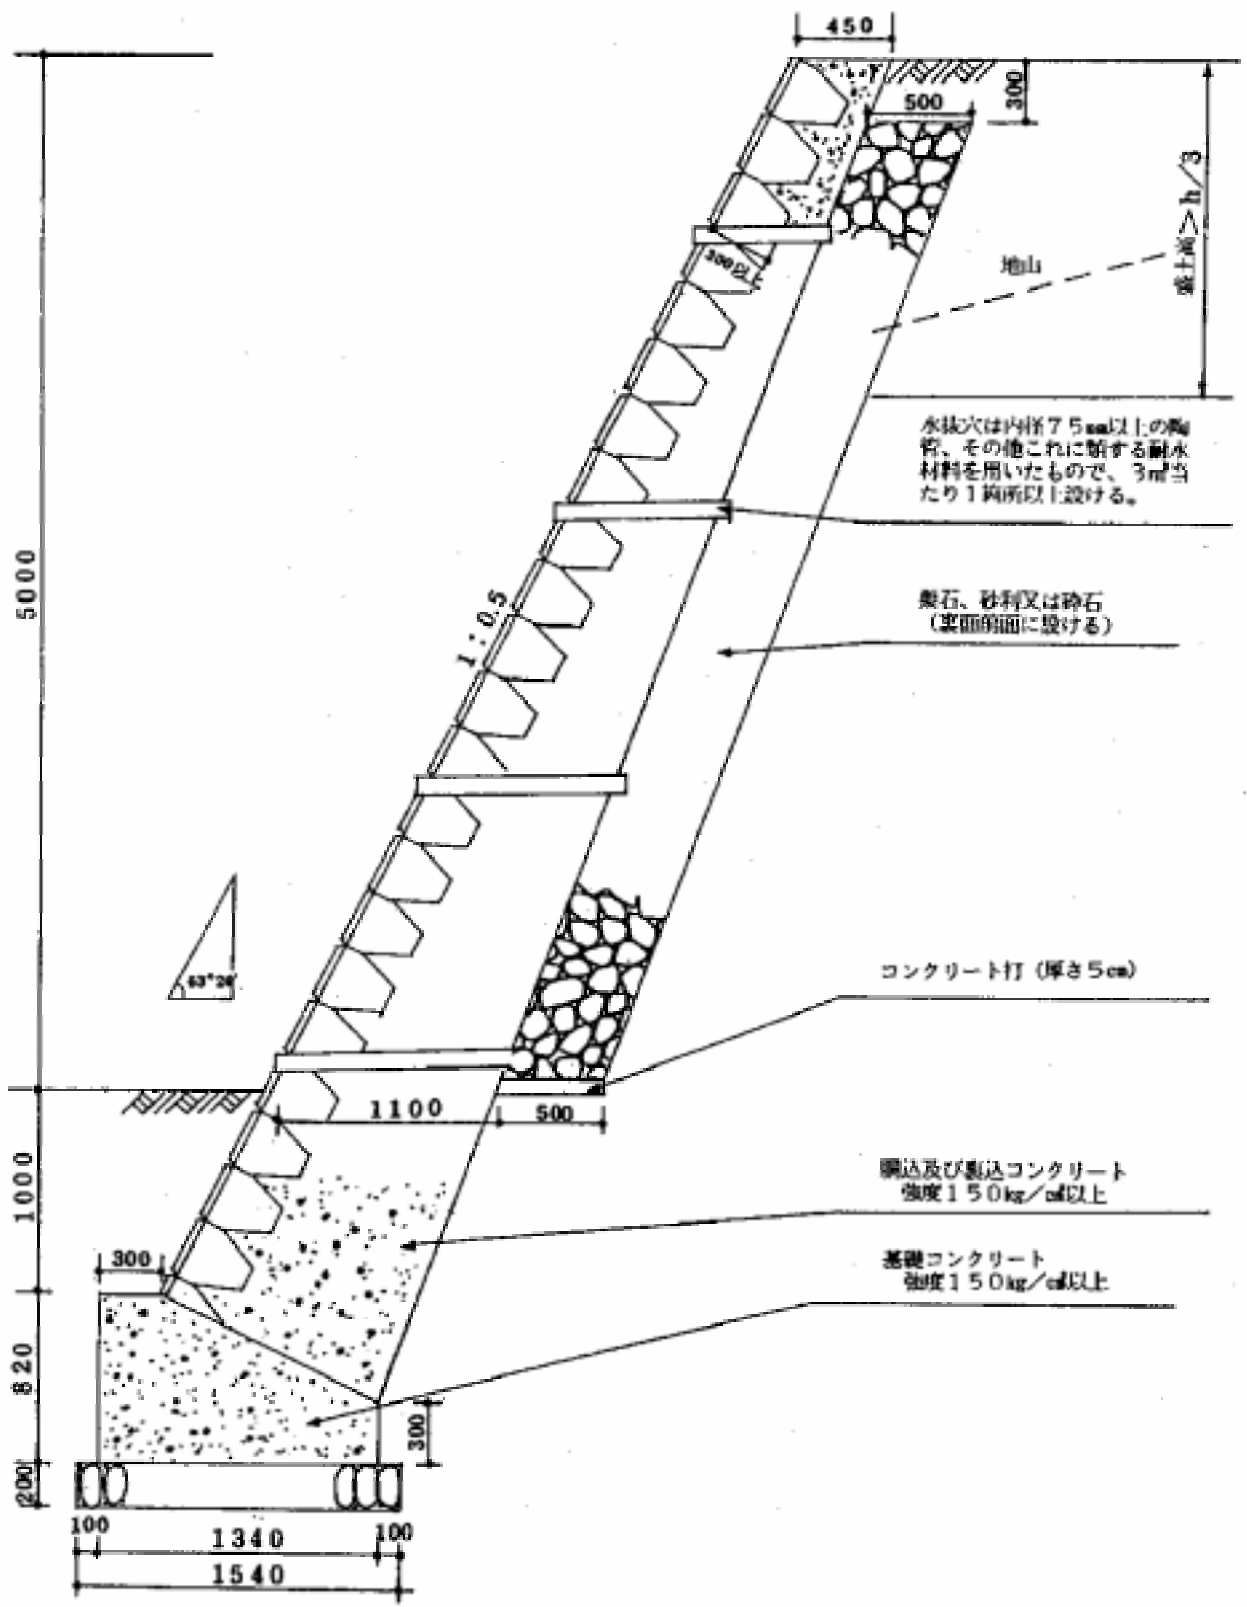 450
500
300
盛土高>h/3
300以上
地山
水抜穴は内径75mm以上の陶
管、その他これに類する耐水
材料を用いたもので、3㎡当
たり1箇所以上設ける。
5000
1:0.5
栗石、砂利又は砕石
(裏面前面に設ける)
63°26′
コンクリート打(厚さ5cm)
1100
500
1000
胴込及び裏込コンクリート
強度150kg/c㎡以上
300
基礎コンクリート
強度150kg/c㎡以上
820
300
200
100
1340
100
1540